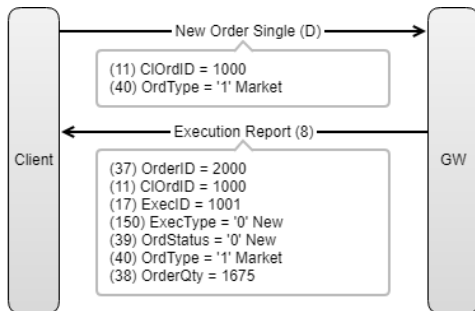 New Order Single (D)
(11) ClOrdID = 1000
(40) OrdType = '1' Market
Execution Report (8)
Client
GW
(37) OrderID = 2000
(11) ClOrdID = 1000
(17) ExecID = 1001
(150) ExecType = '0' New
(39) OrdStatus = '0' New
(40) OrdType = '1' Market
(38) OrderQty = 1675